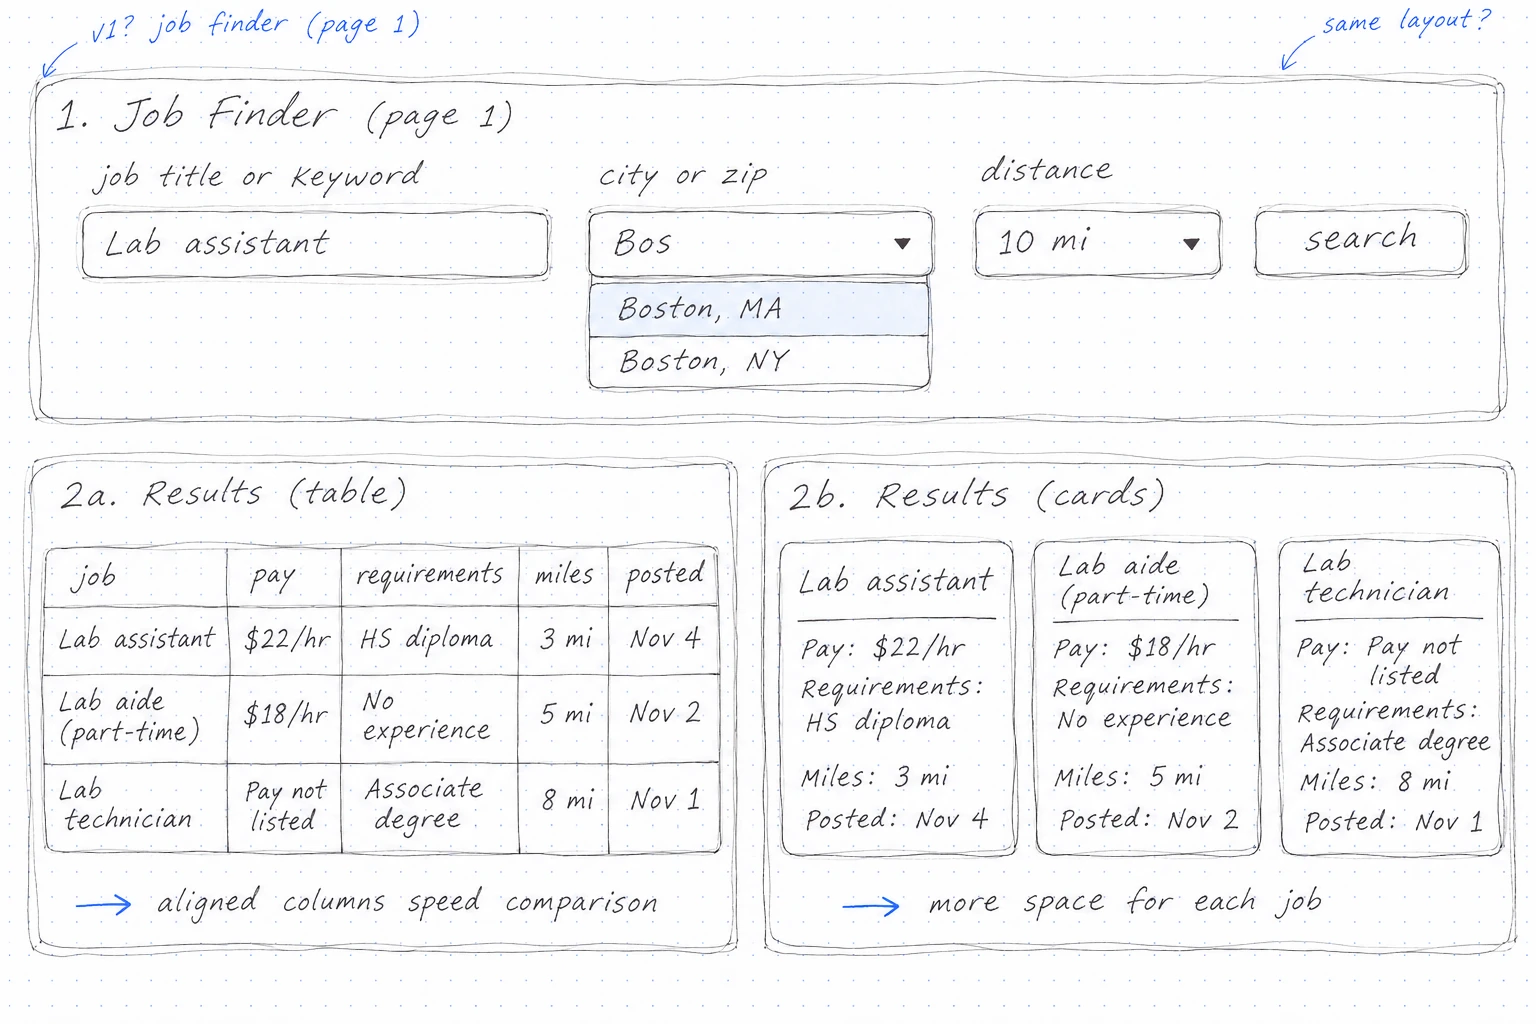 v1? job finder (page 1)
same layout?
1. Job Finder (page 1)
job title or keyword
city or zip
distance
Lab assistant
Bos
10 mi
search
Boston, MA
Boston, NY
2a. Results (table)
job pay requirements miles posted
Lab assistant $22/hr HS diploma 3 mi Nov 4
Lab aide
(part-time)
$18/hr
No
experience
5 mi
Nov 2
Lab
technician
Pay not
listed
Associate
degree
8 mi
Nov 1
→ aligned columns speed comparison
2b. Results (cards)
Lab assistant
Pay: $22/hr
Requirements:
HS diploma
Miles: 3 mi
Posted: Nov 4
Lab aide
(part-time)
Pay: $18/hr
Requirements:
No experience
Miles: 5 mi
Posted: Nov 2
Lab
technician
Pay: Pay not
listed
Requirements:
Associate degree
Miles: 8 mi
Posted: Nov 1
→ more space for each job